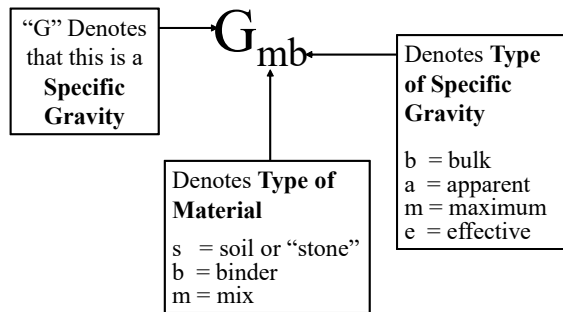 “G” Denotes
that this is a
Specific
Gravity
Gmb
Denotes Type
of Specific
Gravity
b = bulk
a = apparent
m = maximum
e = effective
Denotes Type of
Material
s = soil or “stone”
b = binder
m = mix